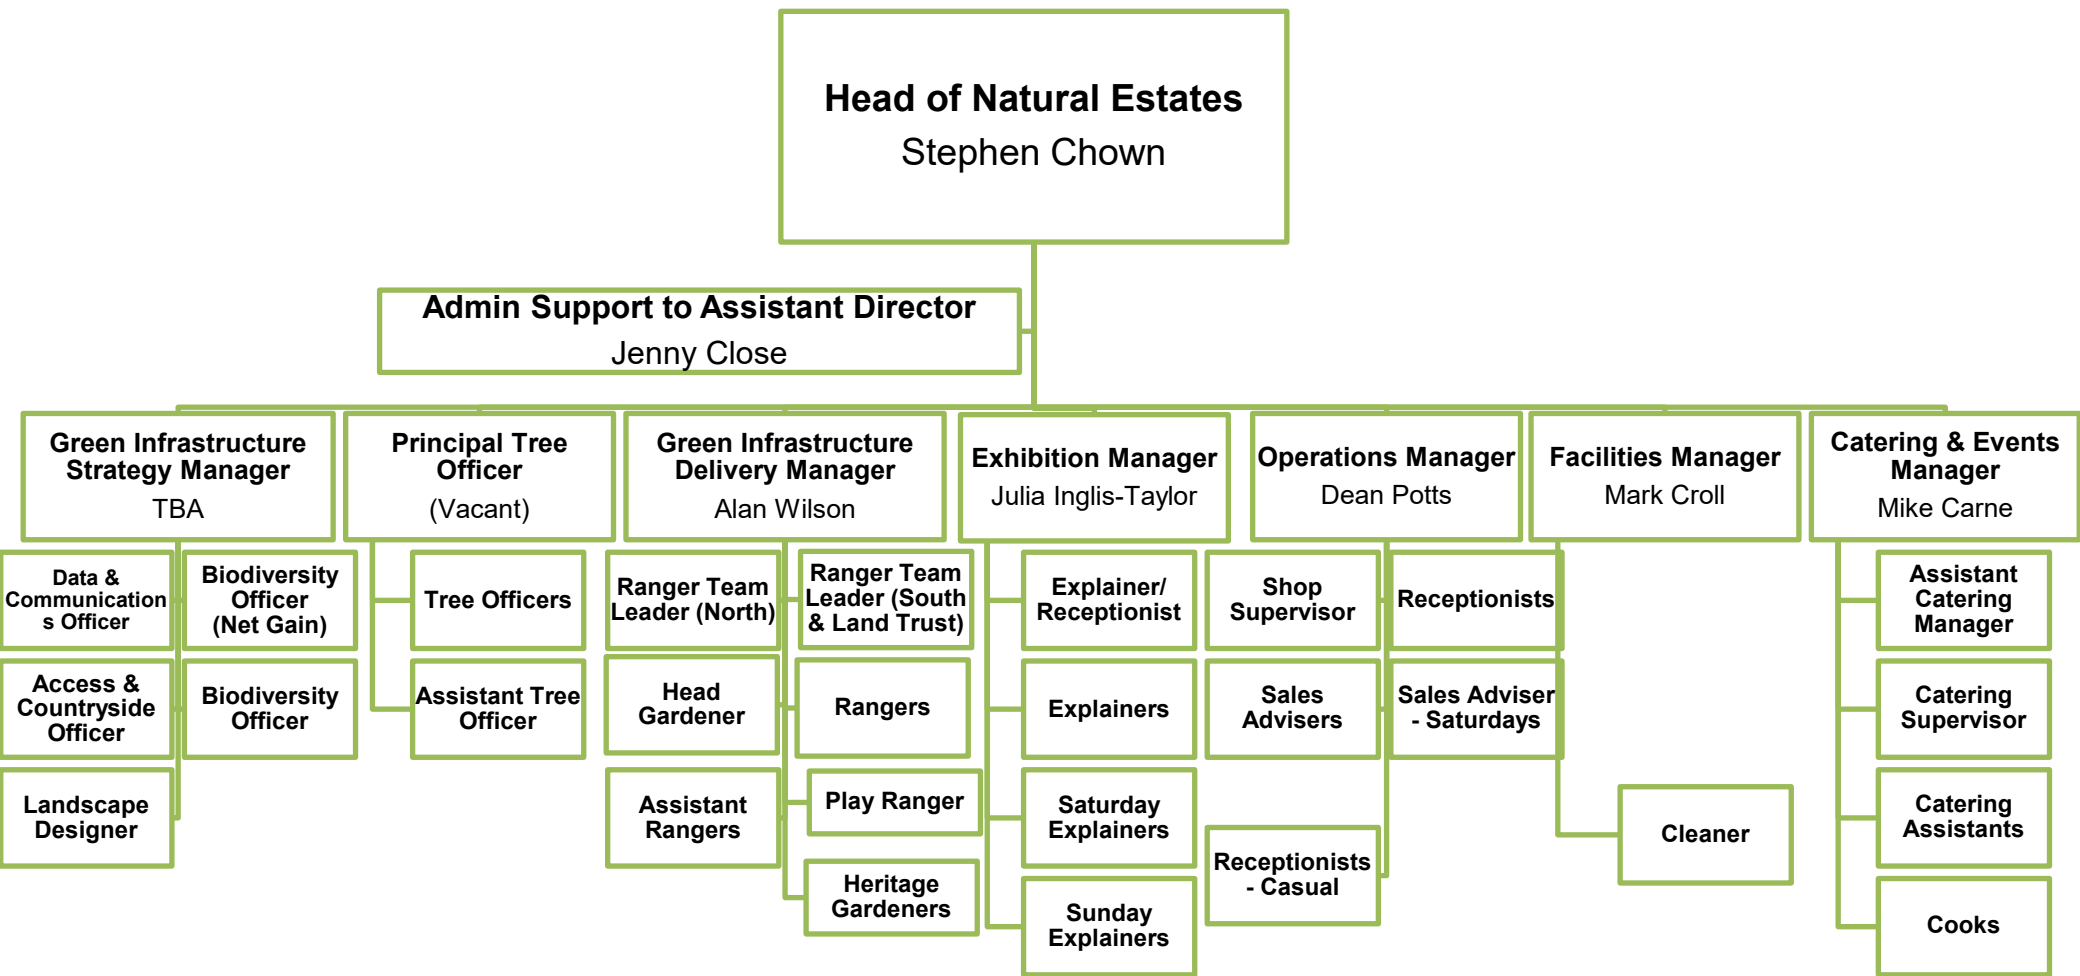 Head of Natural Estates
Stephen Chown
Admin Support to Assistant Director
Jenny Close
Green Infrastructure
Strategy Manager
TBA
Principal Tree
Officer
(Vacant)
Green Infrastructure
Delivery Manager
Alan Wilson
Exhibition Manager
Julia Inglis-Taylor
Operations Manager
Dean Potts
Facilities Manager
Mark Croll
Catering & Events
Manager
Mike Carne
Data &
Communication
s Officer
Biodiversity
Officer
(Net Gain)
Access &
Countryside
Officer
Biodiversity
Officer
Landscape
Designer
Tree Officers
Assistant Tree
Officer
Ranger Team
Leader (North)
Ranger Team
Leader (South
& Land Trust)
Head
Gardener
Rangers
Assistant
Rangers
Play Ranger
Heritage
Gardeners
Explainer/
Receptionist
Explainers
Saturday
Explainers
Sunday
Explainers
Shop
Supervisor
Receptionists
Sales
Advisers
Sales Adviser
- Saturdays
Receptionists
- Casual
Cleaner
Assistant
Catering
Manager
Catering
Supervisor
Catering
Assistants
Cooks